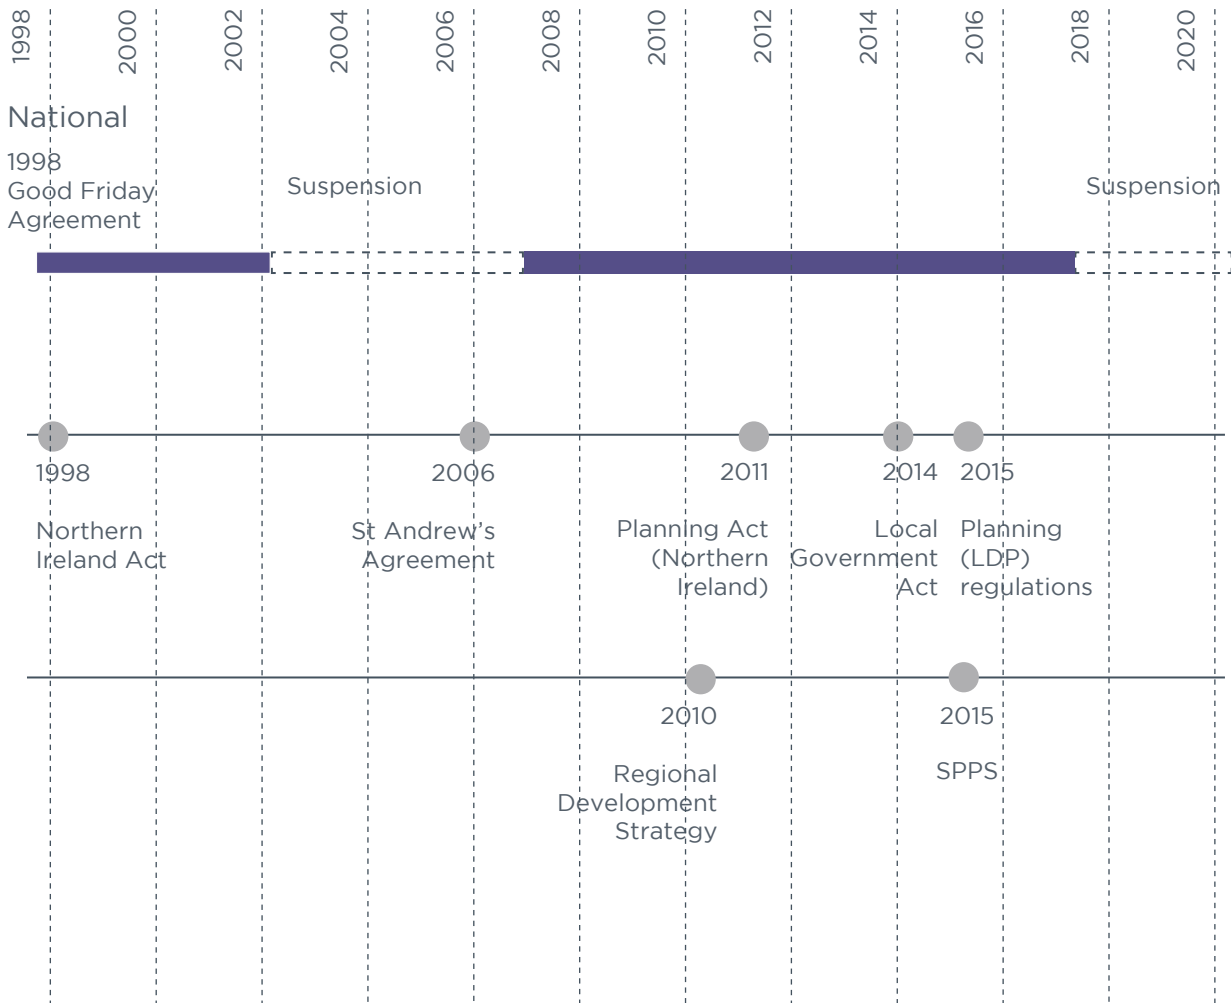 1998
2000
2002
2004
2006
2008
2010
2012
2014
2016
2018
2020
National
1998
Good Friday
Agreement
Suspension
Suspension
1998
Northern
Ireland Act
2006
St Andrew’s
Agreement
2011
Planning Act
(Northern
Ireland)
2014
Local
Government
Act
2015
Planning
(LDP)
regulations
2010
Regional
Development
Strategy
2015
SPPS